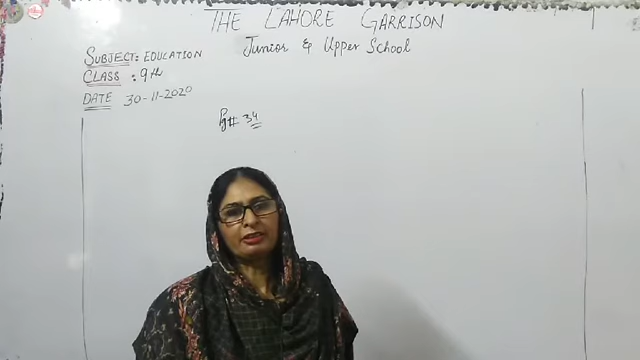 THE LAHORE GARRISON
Junior & Upper School
SUBJECT: EDUCATION
CLASS : 9th
DATE 30-11-2020
Pg# 34